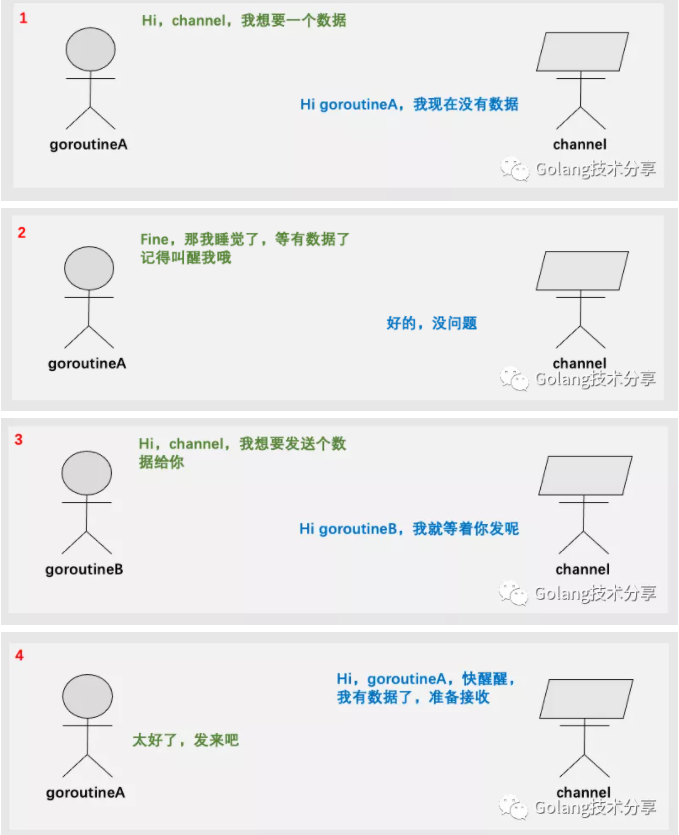 1
Hi，channel，我想要一个数据
Hi goroutineA，我现在没有数据
goroutineA
channel
Golang技术分享
2
Fine，那我睡觉了，等有数据了
记得叫醒我哦
好的，没问题
goroutineA
channel
Golang技术分享
3
Hi，channel，我想要发送个数
据给你
Hi goroutineB，我就等着你发呢
goroutineB
channel
Golang技术分享
4
Hi，goroutineA，快醒醒，
我有数据了，准备接收
太好了，发来吧
goroutineA
channel
Golang技术分享